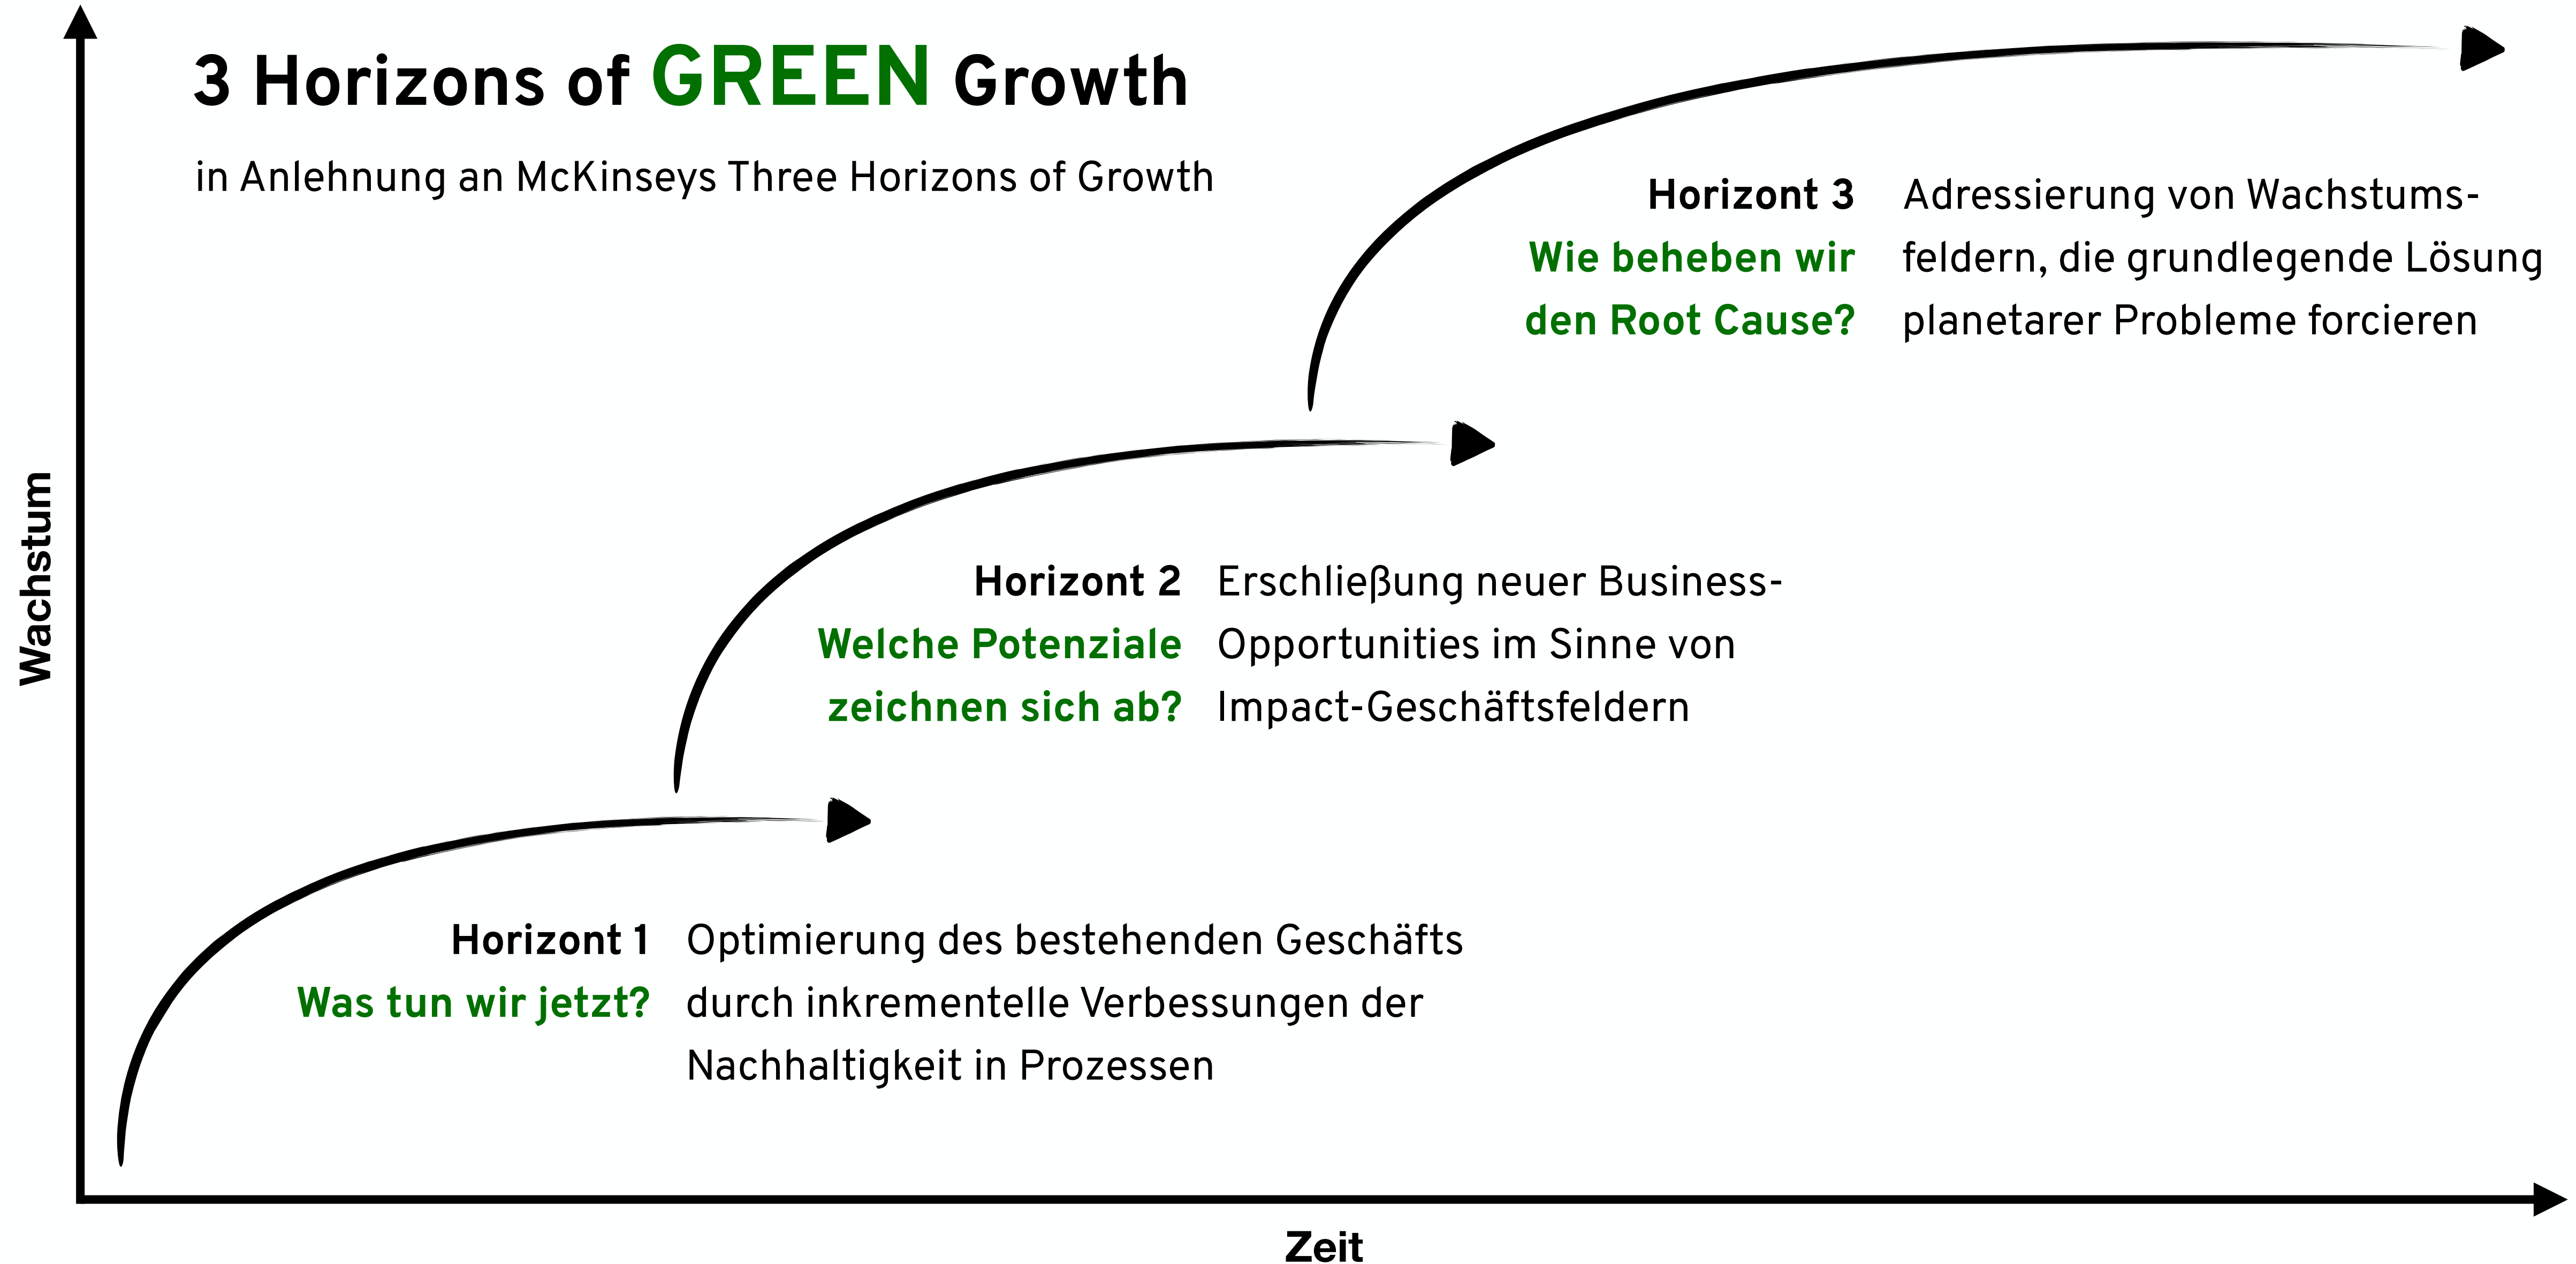 3 Horizons of GREEN Growth
in Anlehnung an McKinseys Three Horizons of Growth
Horizont 3
Wie beheben wir
den Root Cause?
Adressierung von Wachstums-
feldern, die grundlegende Lösung
planetarer Probleme forcieren
Wachstum
Horizont 2
Welche Potenziale
zeichnen sich ab?
Erschließung neuer Business-
Opportunities im Sinne von
Impact-Geschäftsfeldern
Horizont 1
Was tun wir jetzt?
Optimierung des bestehenden Geschäfts
durch inkrementelle Verbessungen der
Nachhaltigkeit in Prozessen
Zeit